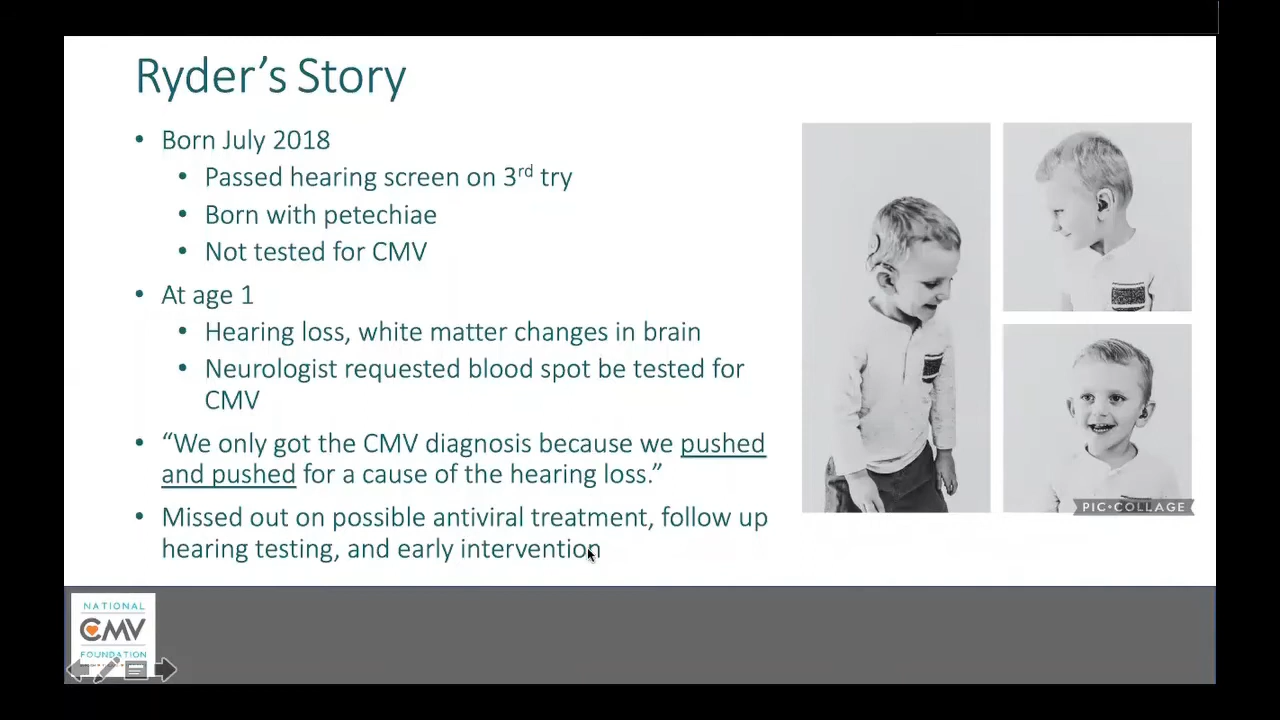 Ryder's Story
• Born July 2018
• Passed hearing screen on 3rd try
• Born with petechiae
• Not tested for CMV
• At age 1
• Hearing loss, white matter changes in brain
• Neurologist requested blood spot be tested for
CMV
• “We only got the CMV diagnosis because we pushed
and pushed for a cause of the hearing loss.”
• Missed out on possible antiviral treatment, follow up
hearing testing, and early intervention
PIC•COLLAGE
NATIONAL
CMV
FOUNDATION